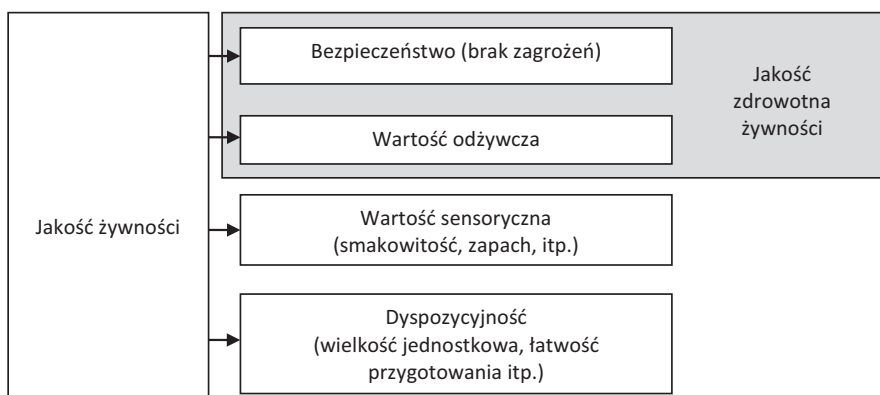 Jakość żywności
Bezpieczeństwo (brak zagrożeń)
Wartość odżywcza
Jakość
zdrowotna
żywności
Wartość sensoryczna
(smakowitość, zapach, itp.)
Dyspozycyjność
(wielkość jednostkowa, łatwość
przygotowania itp.)